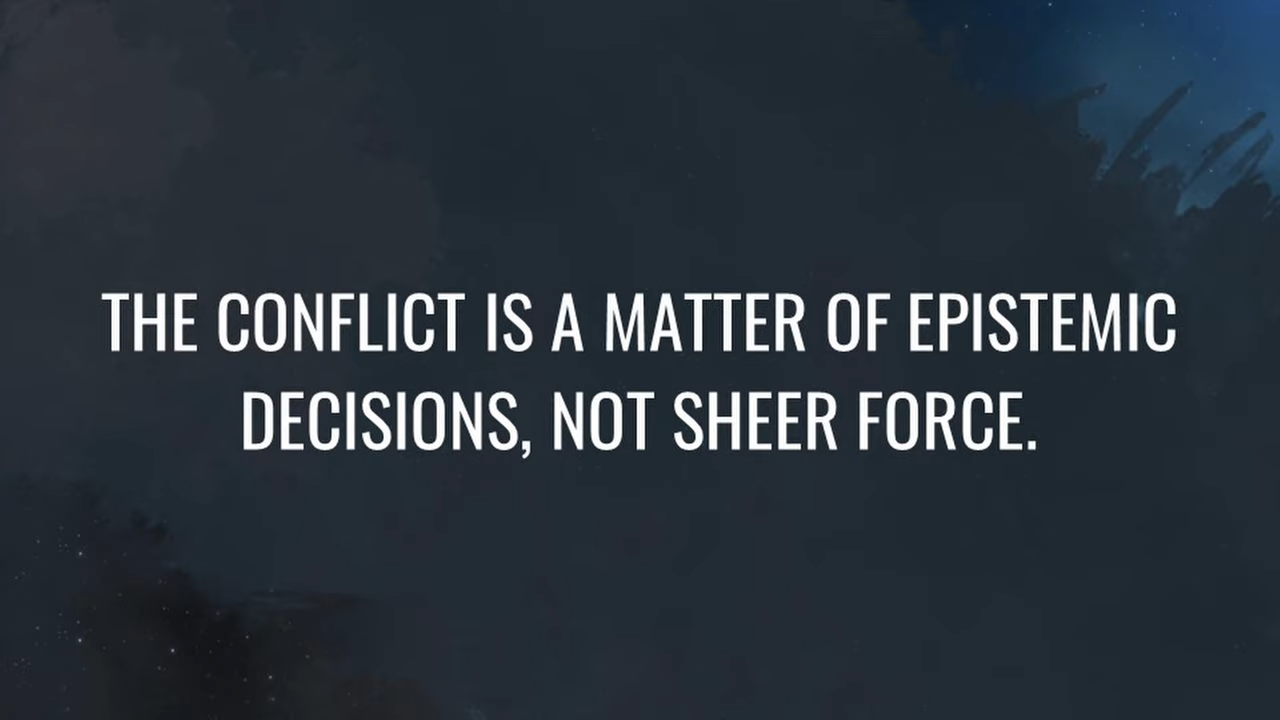 THE CONFLICT IS A MATTER OF EPISTEMIC
DECISIONS, NOT SHEER FORCE.